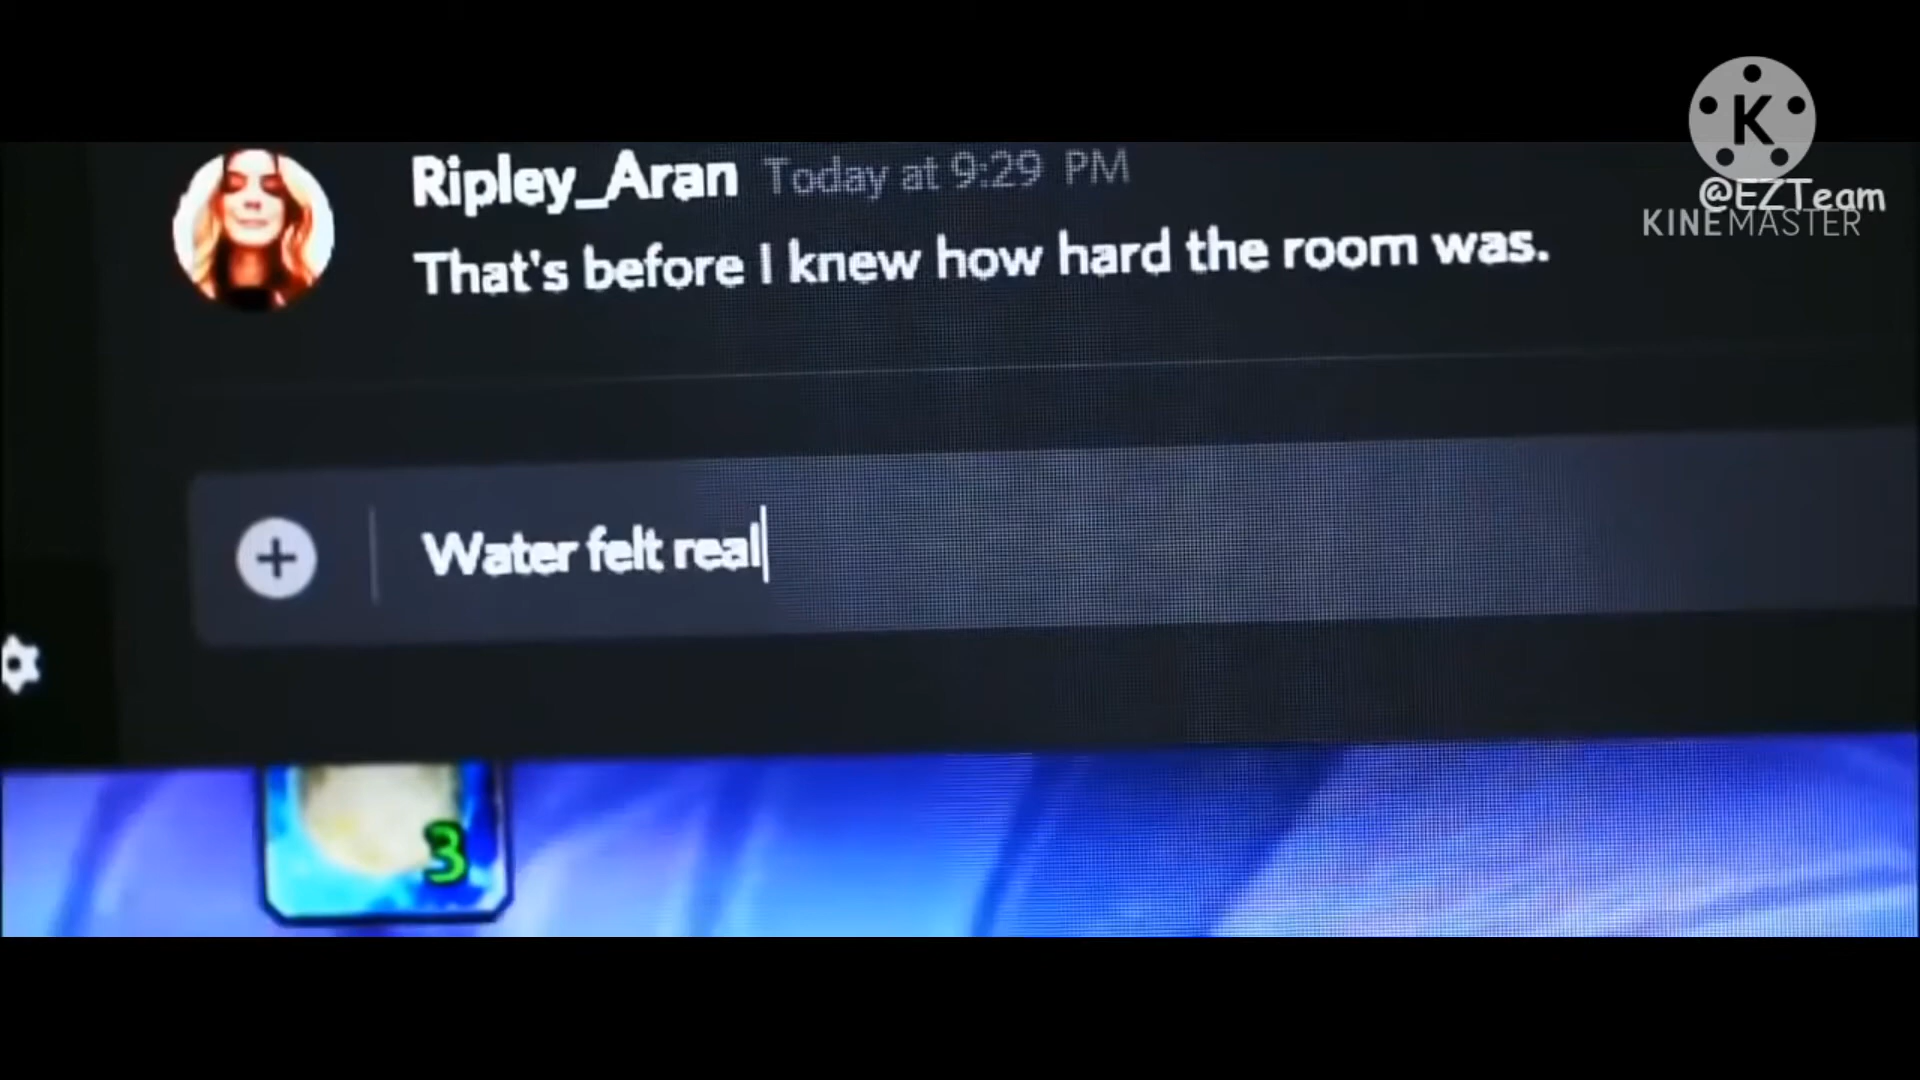 Ripley_Aran Today at 9:29 PM
That's before I knew how hard the room was.
Water felt real
3
K
@EZTeam
KINEMASTER